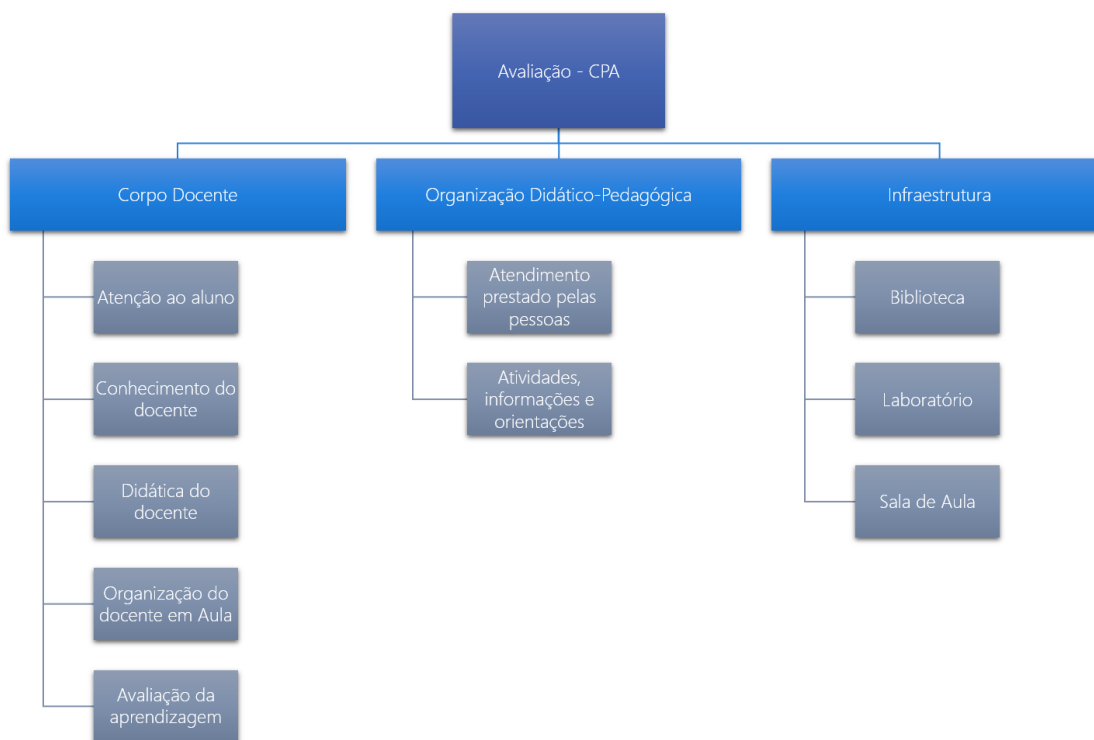 Avaliação - CPA
Corpo Docente
Organização Didático-Pedagógica
Infraestrutura
Atenção ao aluno
Conhecimento do
docente
Didática do
docente
Organização do
docente em Aula
Avaliação da
aprendizagem
Atendimento
prestado pelas
pessoas
Atividades,
informações e
orientações
Biblioteca
Laboratório
Sala de Aula